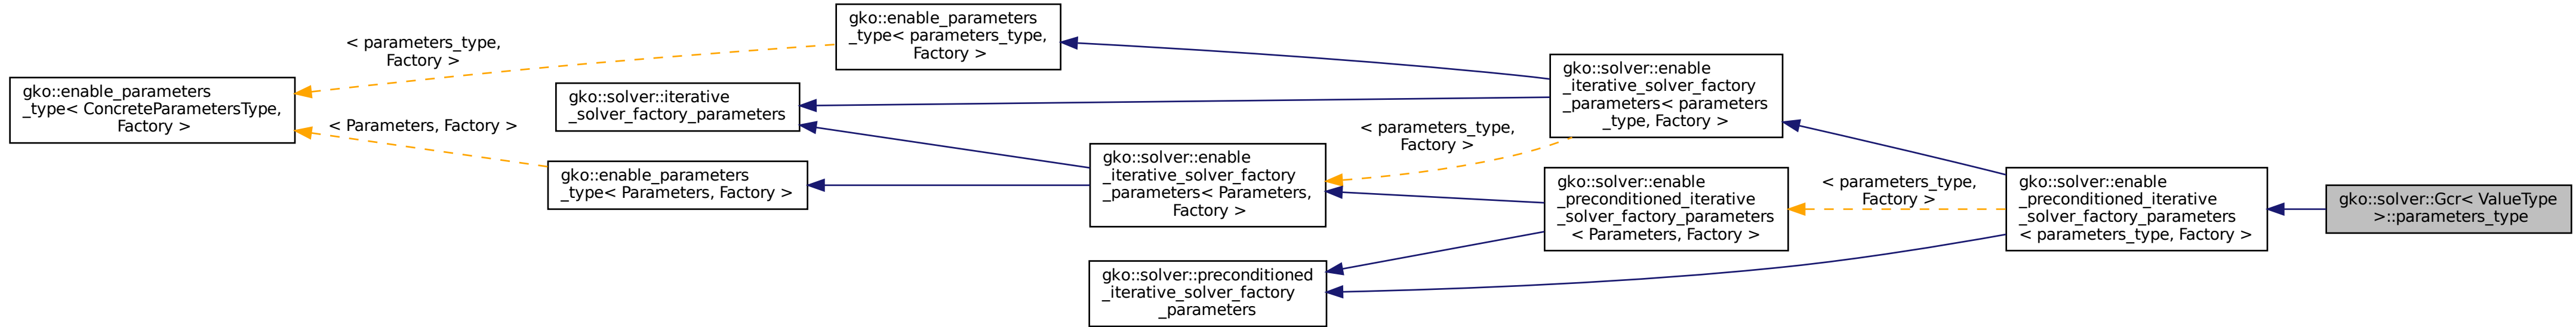 gko::enable_parameters
_type< ConcreteParametersType,
Factory >
< parameters_type,
Factory >
< Parameters, Factory >
gko::enable_parameters
_type< parameters_type,
Factory >
gko::solver::iterative
_solver_factory_parameters
gko::enable_parameters
_type< Parameters, Factory >
gko::solver::enable
_iterative_solver_factory
_parameters< Parameters,
Factory >
gko::solver::preconditioned
_iterative_solver_factory
_parameters
< parameters_type,
Factory >
gko::solver::enable
_iterative_solver_factory
_parameters< parameters
_type, Factory >
gko::solver::enable
_preconditioned_iterative
_solver_factory_parameters
< Parameters, Factory >
< parameters_type,
Factory >
gko::solver::enable
_preconditioned_iterative
_solver_factory_parameters
< parameters_type, Factory >
gko::solver::Gcr< ValueType
>::parameters_type